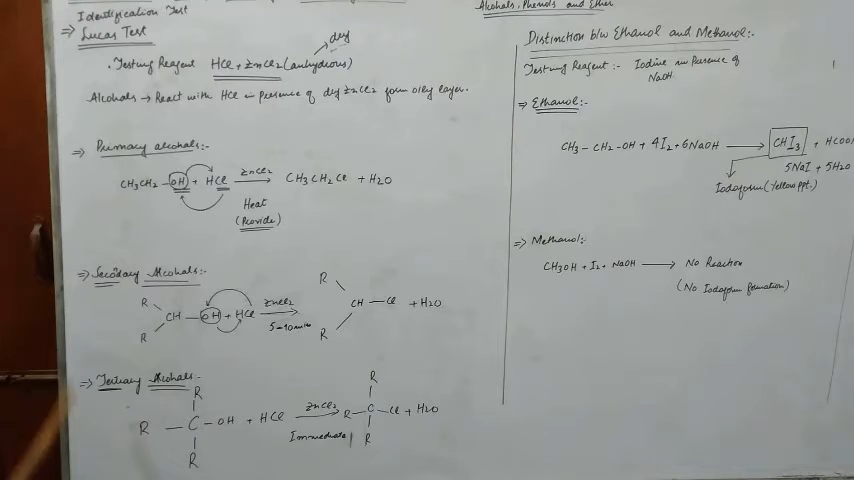 Alcohols, Phenols and Ether
Identification Test
⇒ Lucas Test
dry
. Testing Reagent HCl + ZnCl2 (anhydrous)
Alcohols → React with HCl in presence of dry ZnCl2 form oily layer.
⇒ Primary alcohols:-
CH3CH2-OH + HCl ZnCl2 → CH3CH2Cl + H2O
Heat
(Provide)
⇒ Secondary Alcohols:-
R R
CH-OH + HCl ZnCl2 → CH-Cl + H2O
5-10 min
R R
⇒ Tertiary Alcohols:-
R R
R-C-OH + HCl ZnCl2 → R-C-Cl + H2O
Immediate
R R
Distinction b/w Ethanol and Methanol:-
Testing Reagent:- Iodine in Presence of
NaOH
⇒ Ethanol:-
CH3-CH2-OH + 4I2 + 6NaOH → CHI3 + HCOO
5NaI + 5H2O
Iodoform (Yellow ppt.)
⇒ Methanol:-
CH3OH + I2 + NaOH → No Reaction
(No Iodoform formation)